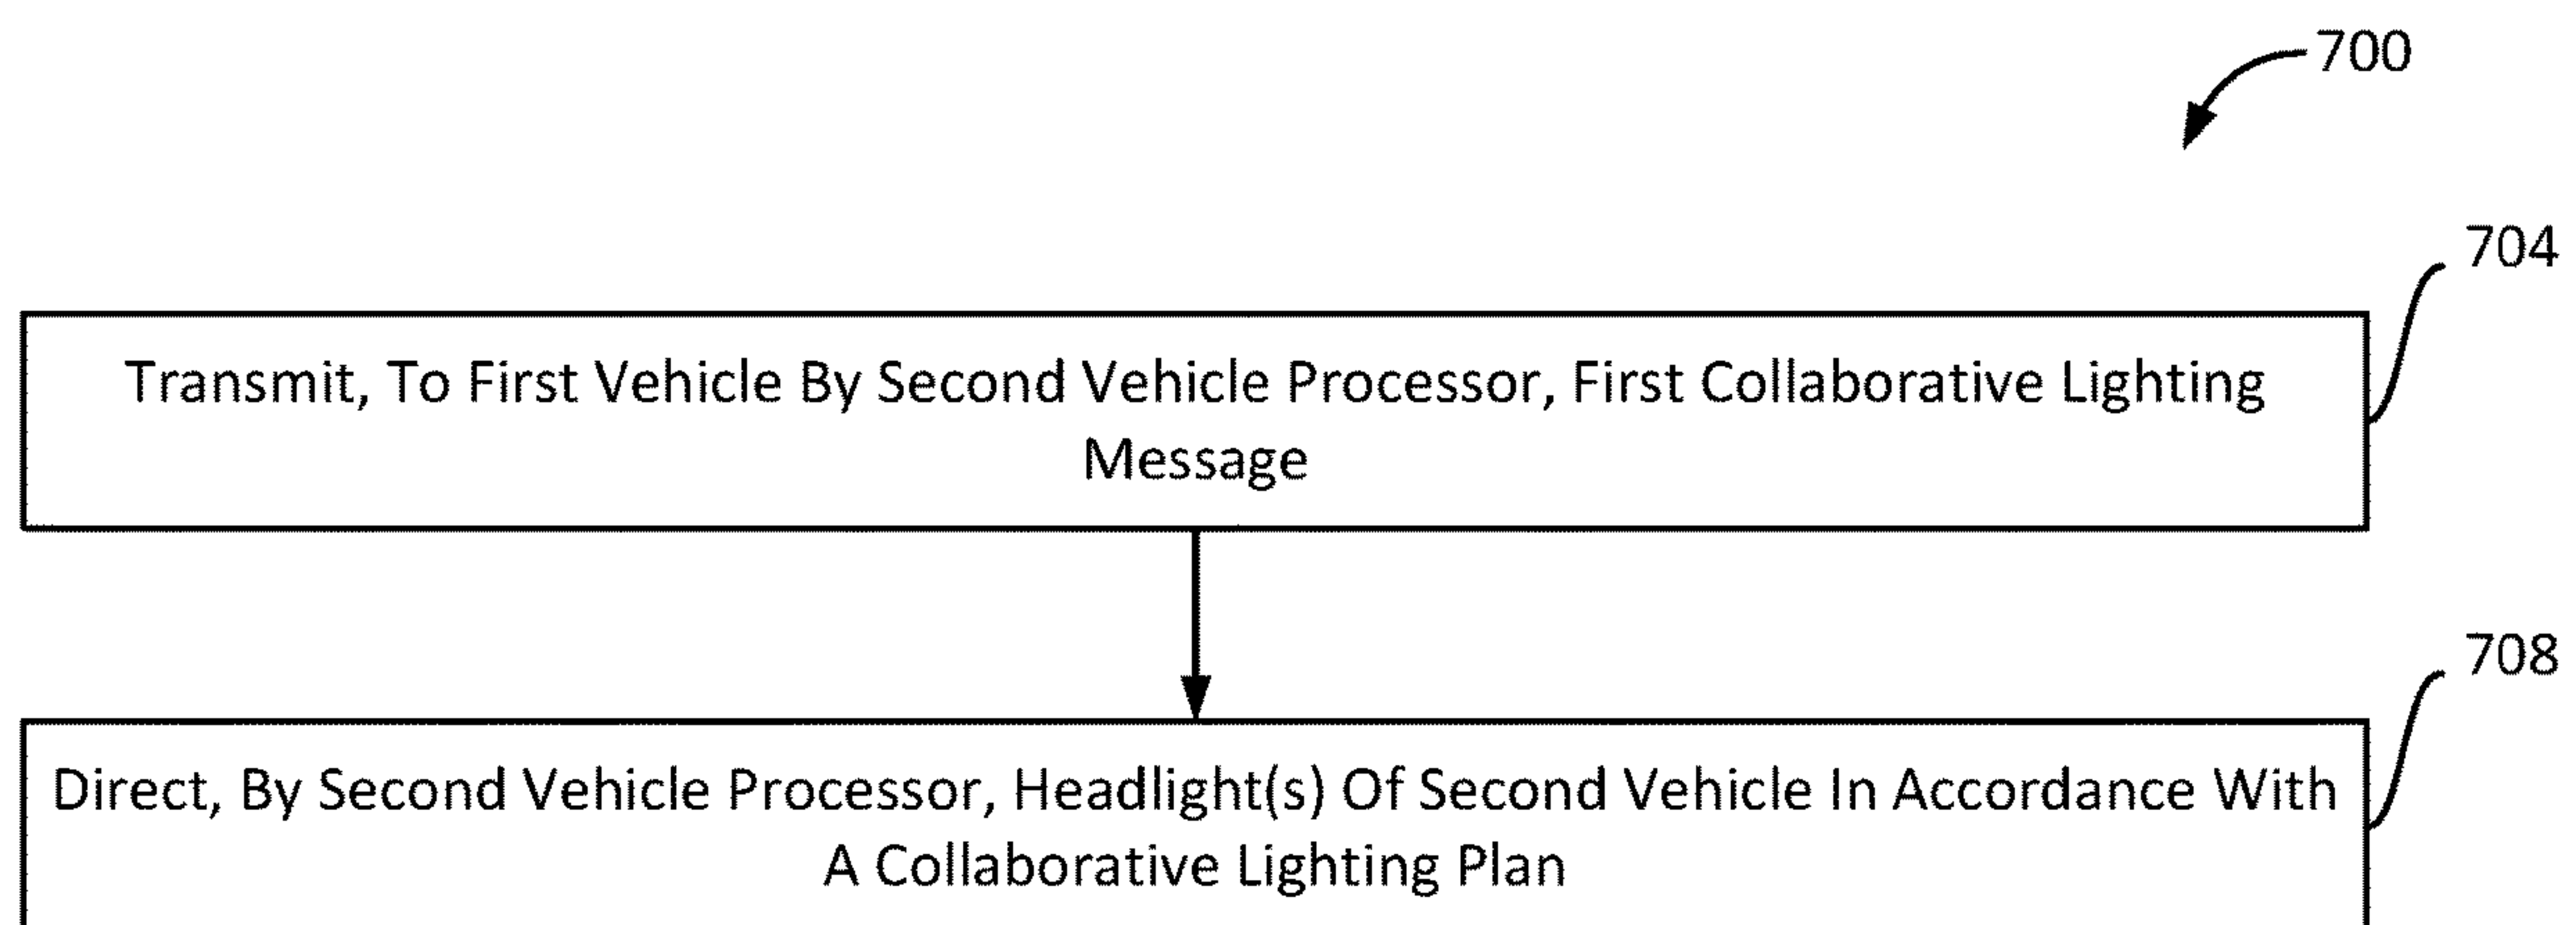 700
704
Transmit, To First Vehicle By Second Vehicle Processor, First Collaborative Lighting
Message
708
Direct, By Second Vehicle Processor, Headlight(s) Of Second Vehicle In Accordance With
A Collaborative Lighting Plan